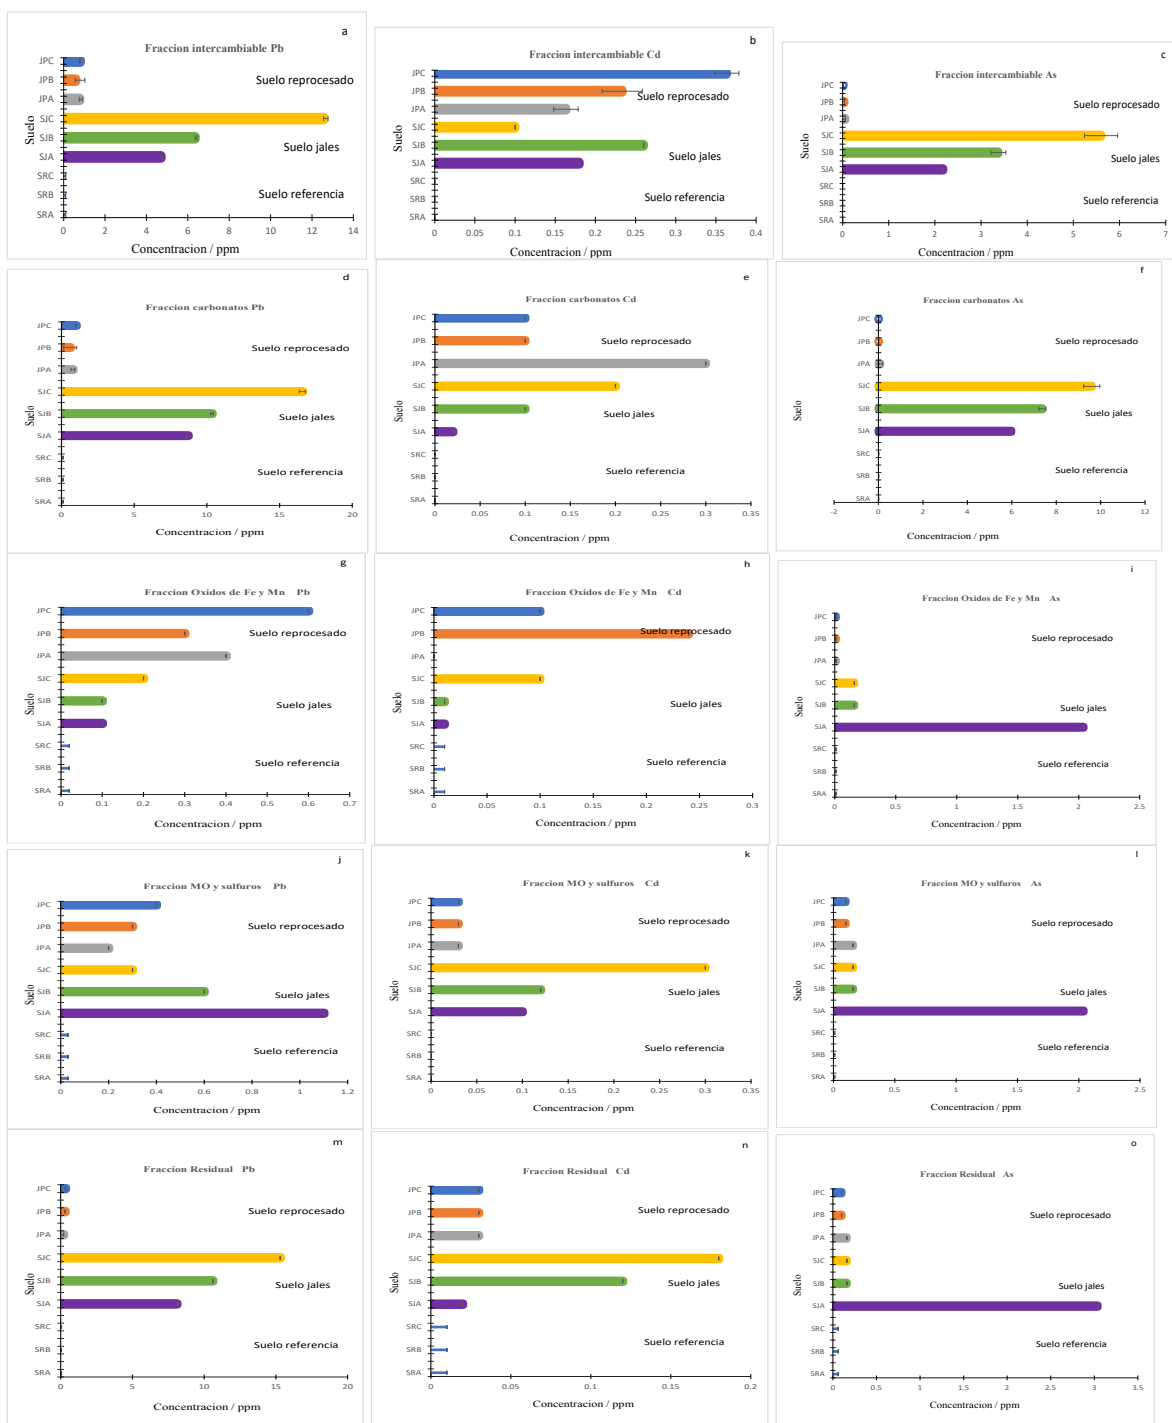 a
Fraccion intercambiable Pb
JPC
JPB
Suelo reprocesado
JPA
SJC
SJB
Suelo jales
SJA
SRC
SRB
Suelo referencia
SRA
Suelo
0 2 4 6 8 10 12 14
Concentracion / ppm
b
Fraccion intercambiable Cd
JPC
JPB
Suelo reprocesado
JPA
SJC
SJB
Suelo jales
SJA
SRC
SRB
Suelo referencia
SRA
Suelo
0 0.05 0.1 0.15 0.2 0.25 0.3 0.35 0.4
Concentracion / ppm
c
Fraccion intercambiable As
JPC
JPB
Suelo reprocesado
JPA
SJC
SJB
Suelo jales
SJA
SRC
SRB
Suelo referencia
SRA
Suelo
0 1 2 3 4 5 6 7
Concentracion / ppm
d
Fraccion carbonatos Pb
JPC
JPB
Suelo reprocesado
JPA
SJC
SJB
Suelo jales
SJA
SRC
Suelo referencia
SRB
SRA
Suelo
0 5 10 15 20
Concentracion / ppm
e
Fraccion carbonatos Cd
JPC
JPB
Suelo reprocesado
JPA
SJC
SJB
Suelo jales
SJA
SRC
Suelo referencia
SRB
SRA
Suelo
0 0.05 0.1 0.15 0.2 0.25 0.3 0.35
Concentracion / ppm
f
Fraccion carbonatos As
JPC
JPB
Suelo reprocesado
JPA
SJC
SJB
Suelo jales
SJA
SRC
Suelo referencia
SRB
SRA
Suelo
-2 0 2 4 6 8 10 12
Concentracion / ppm
g
Fraccion Oxidos de Fe y Mn Pb
JPC
JPB
Suelo reprocesado
JPA
SJC
SJB
Suelo jales
SJA
SRC
SRB
Suelo referencia
SRA
Suelo
0 0.1 0.2 0.3 0.4 0.5 0.6 0.7
Concentracion / ppm
h
Fraccion Oxidos de Fe y Mn Cd
JPC
JPB
Suelo reprocesado
JPA
SJC
SJB
Suelo jales
SJA
SRC
SRB
Suelo referencia
SRA
Suelo
0 0.05 0.1 0.15 0.2 0.25 0.3
Concentracion / ppm
i
Fraccion Oxidos de Fe y Mn As
JPC
JPB
Suelo reprocesado
JPA
SJC
SJB
Suelo jales
SJA
SRC
SRB
Suelo referencia
SRA
Suelo
0 0.5 1 1.5 2 2.5
Concentracion / ppm
j
Fraccion MO y sulfuros Pb
JPC
JPB
Suelo reprocesado
JPA
SJC
SJB
Suelo jales
SJA
SRC
SRB
Suelo referencia
SRA
Suelo
0 0.2 0.4 0.6 0.8 1 1.2
Concentracion / ppm
k
Fraccion MO y sulfuros Cd
JPC
JPB
Suelo reprocesado
JPA
SJC
SJB
Suelo jales
SJA
SRC
SRB
Suelo referencia
SRA
Suelo
0 0.05 0.1 0.15 0.2 0.25 0.3 0.35
Concentracion / ppm
l
Fraccion MO y sulfuros As
JPC
JPB
Suelo reprocesado
JPA
SJC
SJB
Suelo jales
SJA
SRC
SRB
Suelo referencia
SRA
Suelo
0 0.5 1 1.5 2 2.5
Concentracion / ppm
m
Fraccion Residual Pb
JPC
JPB
Suelo reprocesado
JPA
SJC
SJB
Suelo jales
SJA
SRC
SRB
Suelo referencia
SRA
Suelo
0 5 10 15 20
Concentracion / ppm
n
Fraccion Residual Cd
JPC
JPB
Suelo reprocesado
JPA
SJC
SJB
Suelo jales
SJA
SRC
SRB
Suelo referencia
SRA
Suelo
0 0.05 0.1 0.15 0.2
Concentracion / ppm
o
Fraccion Residual As
JPC
JPB
Suelo reprocesado
JPA
SJC
SJB
Suelo jales
SJA
SRC
SRB
Suelo referencia
SRA
Suelo
0 0.5 1 1.5 2 2.5 3 3.5
Concentracion / ppm